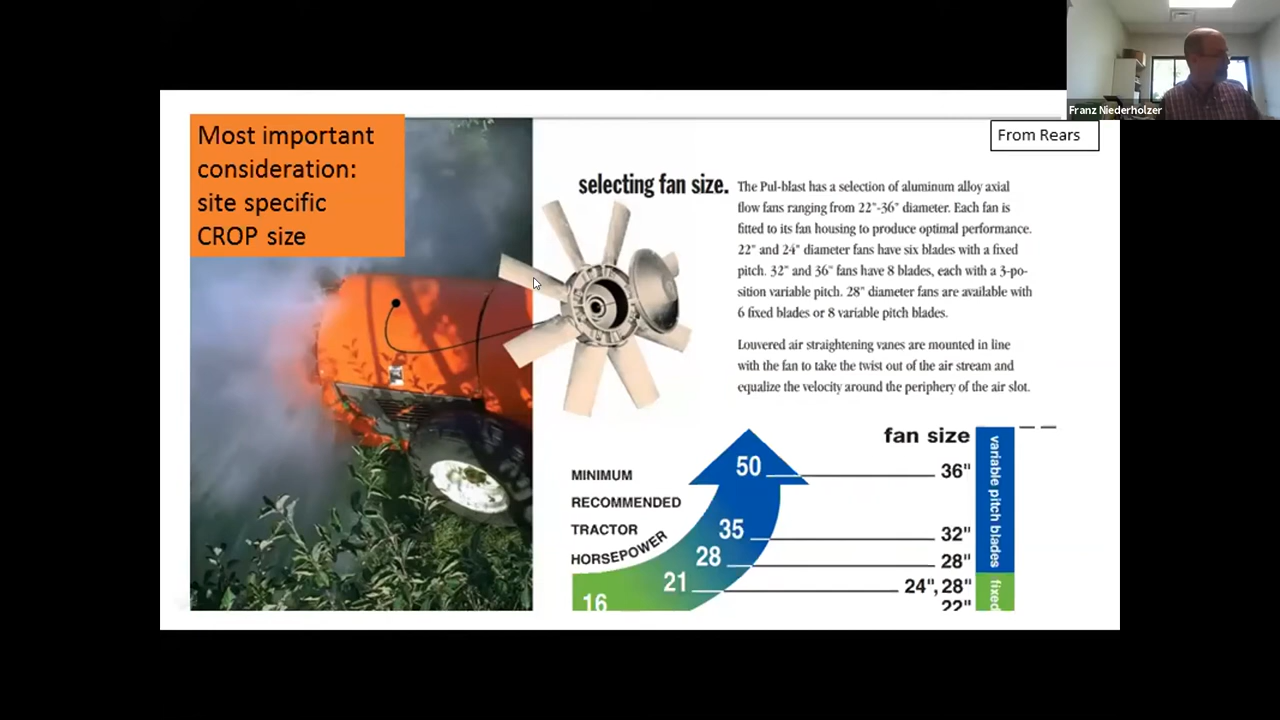 Franz Niederholzer
Most important
consideration:
site specific
CROP size
From Rears
selecting fan size.
The Pul-blast has a selection of aluminum alloy axial
flow fans ranging from 22"-36" diameter. Each fan is
fitted to its fan housing to produce optimal performance.
22" and 24" diameter fans have six blades with a fixed
pitch. 32" and 36" fans have 8 blades, each with a 3-po-
sition variable pitch. 28" diameter fans are available with
6 fixed blades or 8 variable pitch blades.
Louvered air straightening vanes are mounted in line
with the fan to take the twist out of the air stream and
equalize the velocity around the periphery of the air slot.
MINIMUM
RECOMMENDED
TRACTOR
HORSEPOWER
50
35
28
21
16
fan size
36"
32"
28"
24", 28"
22"
variable pitch blades
fixed